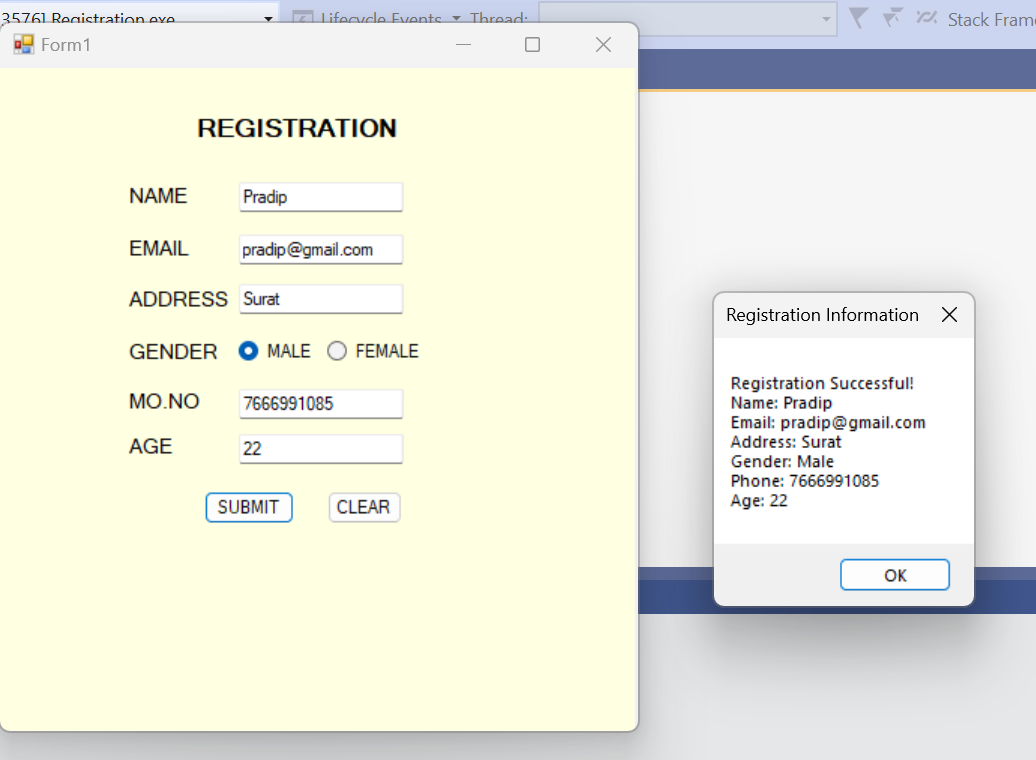 3576] Registration.exe Lifecycle Events Thread: Stack Fram
Form1
REGISTRATION
NAME Pradip
EMAIL pradip@gmail.com
ADDRESS Surat
GENDER MALE FEMALE
MO.NO 7666991085
AGE 22
SUBMIT CLEAR
Registration Information
Registration Successful!
Name: Pradip
Email: pradip@gmail.com
Address: Surat
Gender: Male
Phone: 7666991085
Age: 22
OK